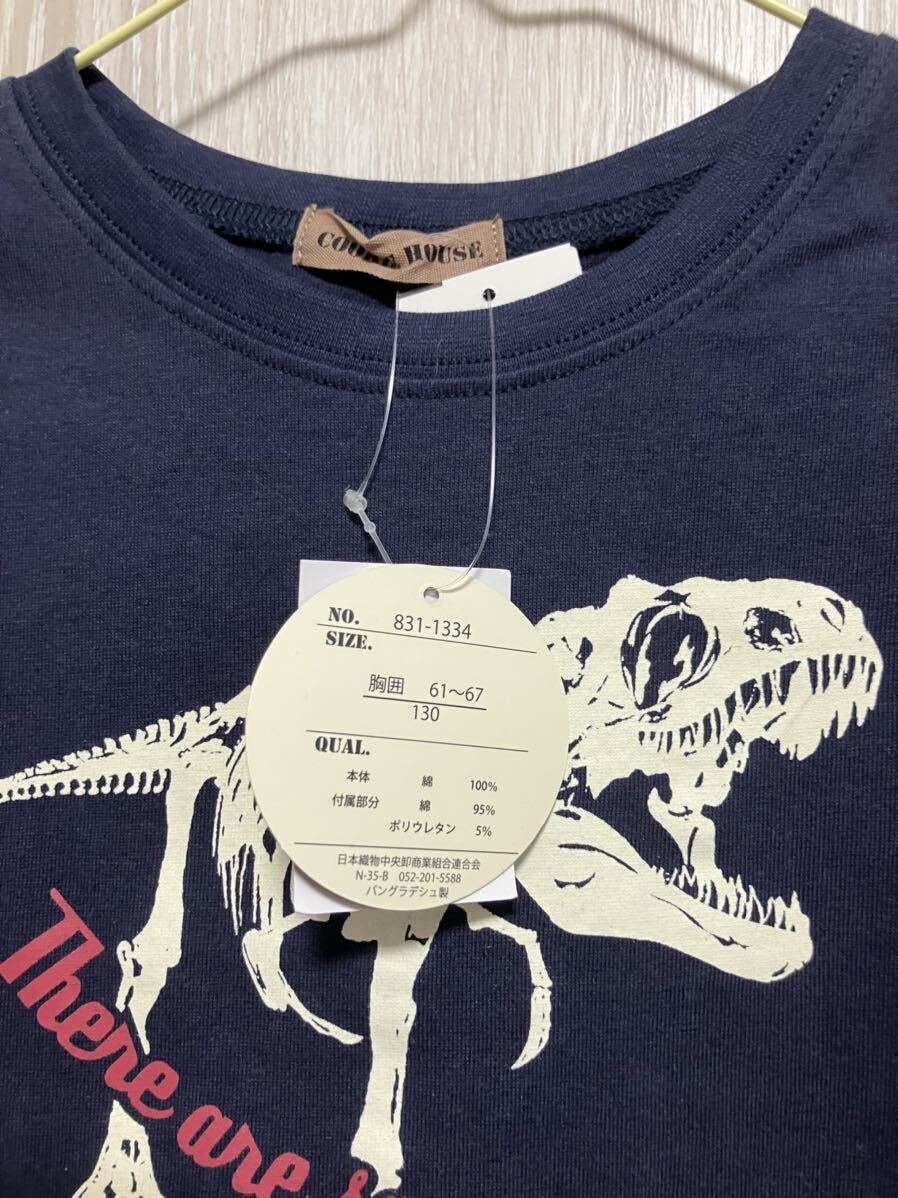 HOUSE
NO. 831-1334
SIZE.
胸囲 61～67
130
QUAL.
本体 綿 100%
付属部分 綿 95%
ポリウレタン 5%
日本織物中央卸商業組合連合会
N-35-B 052-201-5588
バングラデシュ製
There are